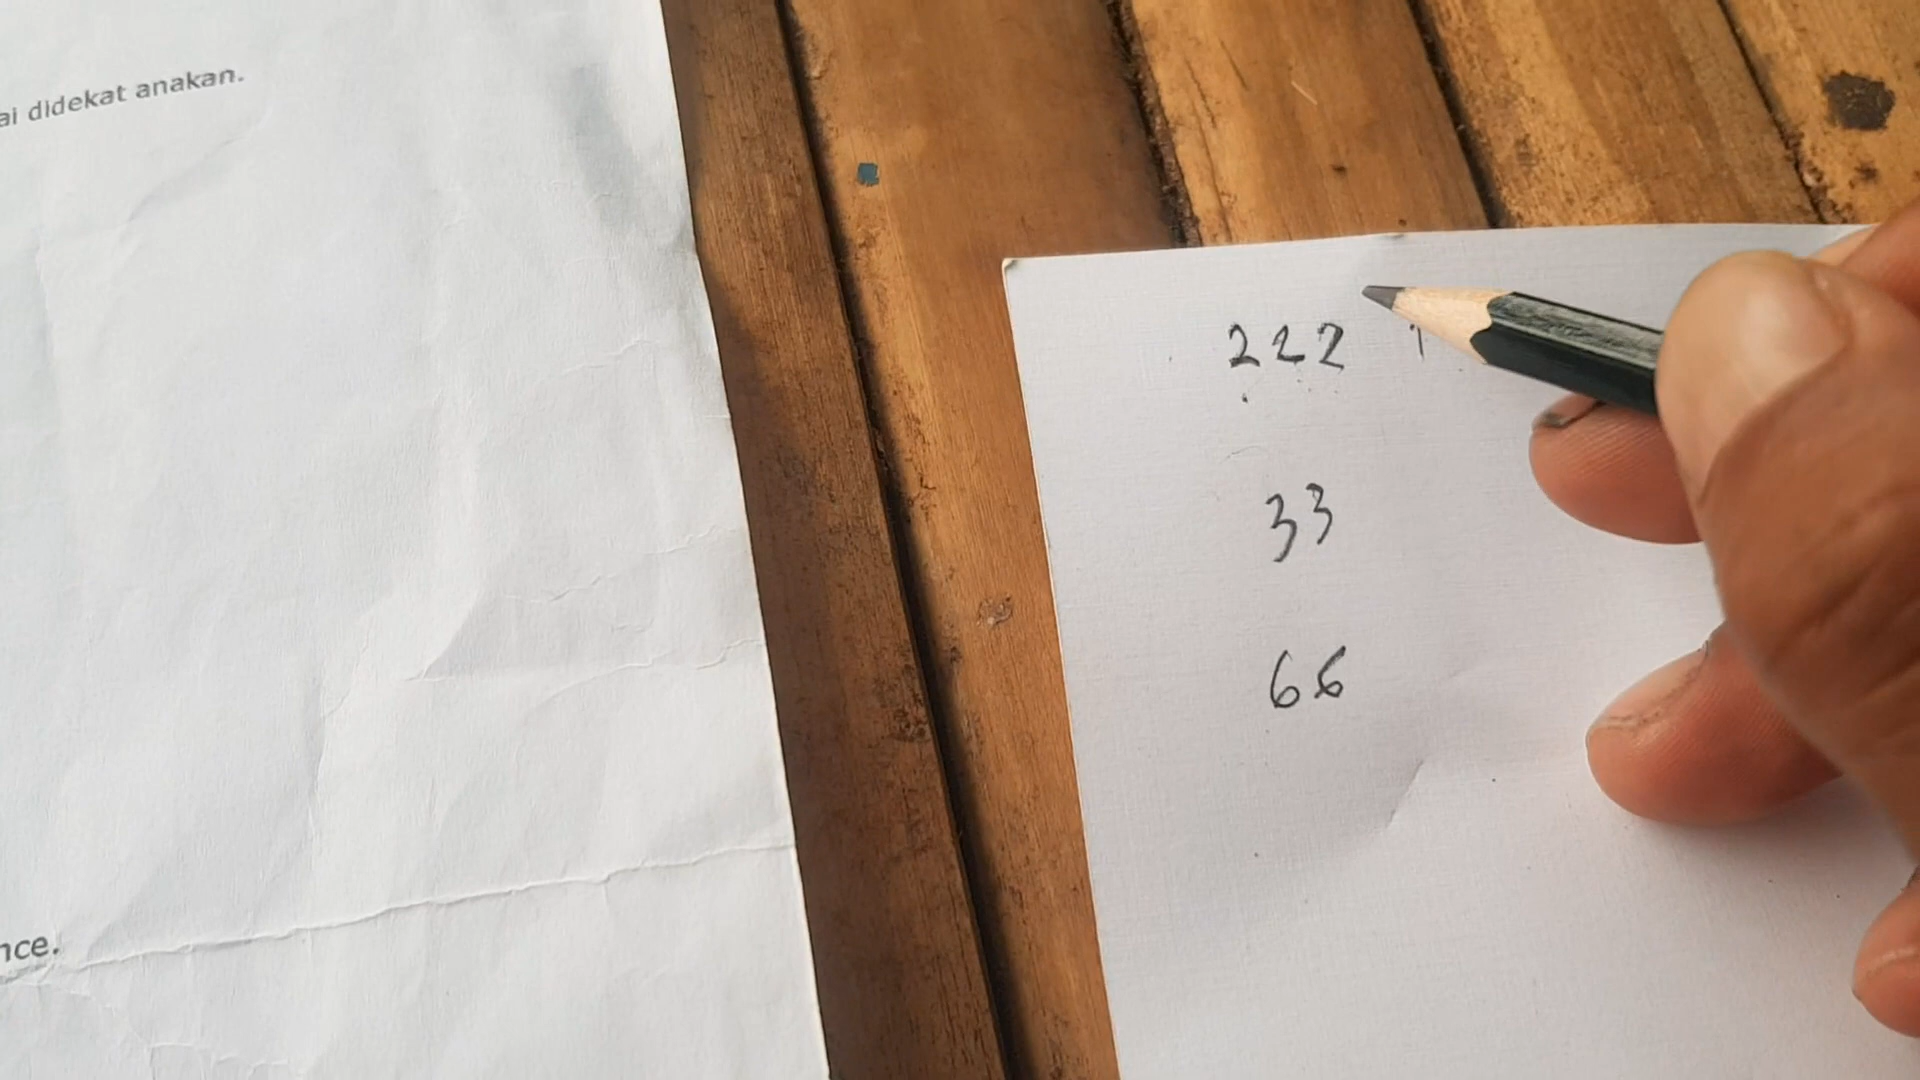 ai didekat anakan.
nce.
222
33
66